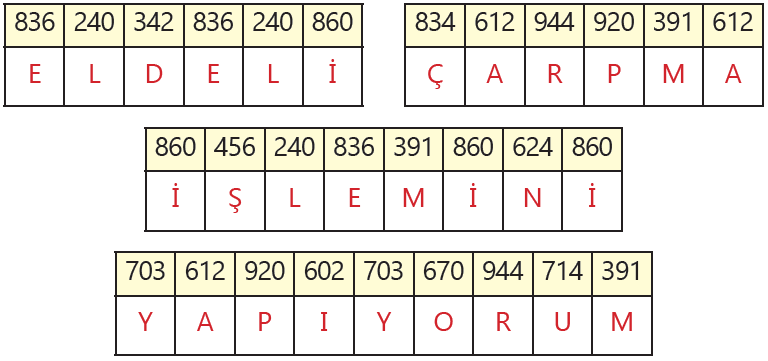 836 240 342 836 240 860 834 612 944 920 391 612
E L D E L İ Ç A R P M A
860 456 240 836 391 860 624 860
İ Ş L E M İ N İ
703 612 920 602 703 670 944 714 391
Y A P I Y O R U M